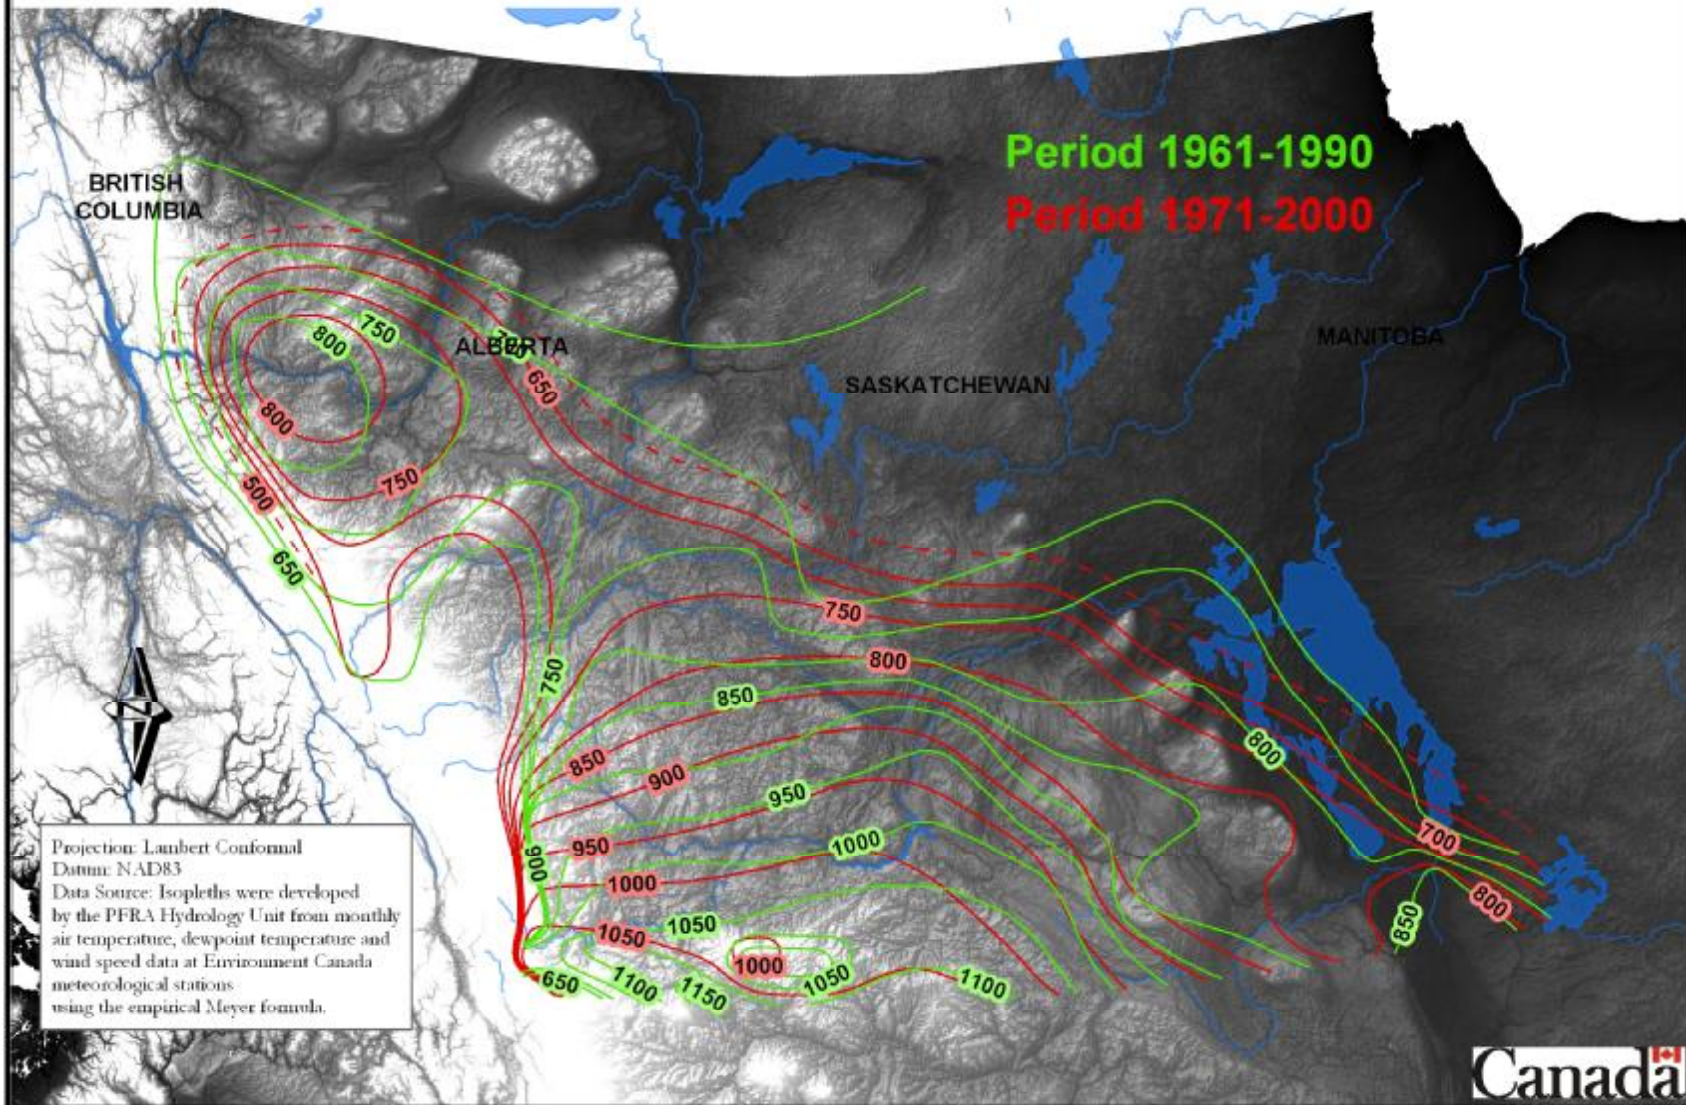 Period 1961-1990
BRITISH
COLUMBIA
Period 1971-2000
750
800
ALBERTA
MANITOBA
650
SASKATCHEWAN
800
750
500
650
750
800
750
850
800
850
900
950
1000
900
950
1000
700
800
850
1050
1050
1000
1050
1100
650
1100
1150
Projection: Lambert Conformal
Datum: NAD83
Data Source: Isopleths were developed
by the PFRA Hydrology Unit from monthly
air temperature, dewpoint temperature and
wind speed data at Environment Canada
meteorological stations
using the empirical Meyer formula.
N
Canada